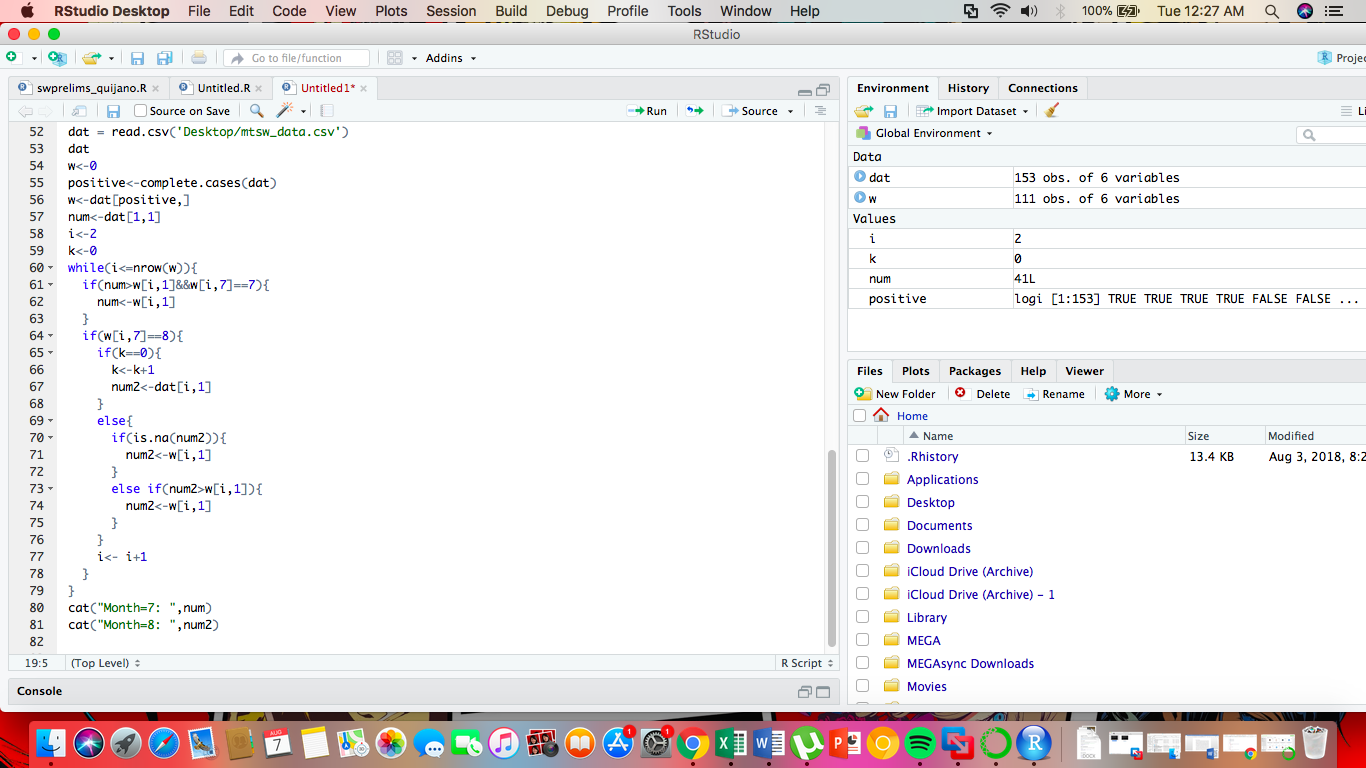 RStudio Desktop File Edit Code View Plots Session Build Debug Profile Tools Window Help 100% Tue 12:27 AM
RStudio
Go to file/function Addins
swprelims_quijano.R Untitled.R Untitled1*
Source on Save Run Source
52 dat = read.csv('Desktop/mtsw_data.csv')
53 dat
54 w<-0
55 positive<-complete.cases(dat)
56 w<-dat[positive,]
57 num<-dat[1,1]
58 i<-2
59 k<-0
60 while(i<=nrow(w)){
61 if(num>w[i,1]&&w[i,7]==7){
62 num<-w[i,1]
63 }
64 if(w[i,7]==8){
65 if(k==0){
66 k<-k+1
67 num2<-dat[i,1]
68 }
69 else{
70 if(is.na(num2)){
71 num2<-w[i,1]
72 }
73 else if(num2>w[i,1]){
74 num2<-w[i,1]
75 }
76 }
77 i<- i+1
78 }
79 }
80 cat("Month=7: ",num)
81 cat("Month=8: ",num2)
82
19:5 (Top Level) R Script
Console
Environment History Connections
Import Dataset
Global Environment
Data
dat 153 obs. of 6 variables
w 111 obs. of 6 variables
Values
i 2
k 0
num 41L
positive logi [1:153] TRUE TRUE TRUE TRUE FALSE FALSE ...
Files Plots Packages Help Viewer
New Folder Delete Rename More
Home
Name Size Modified
.Rhistory 13.4 KB Aug 3, 2018, 8:2
Applications
Desktop
Documents
Downloads
iCloud Drive (Archive)
iCloud Drive (Archive) - 1
Library
MEGA
MEGAsync Downloads
Movies
AUG
7
1
1